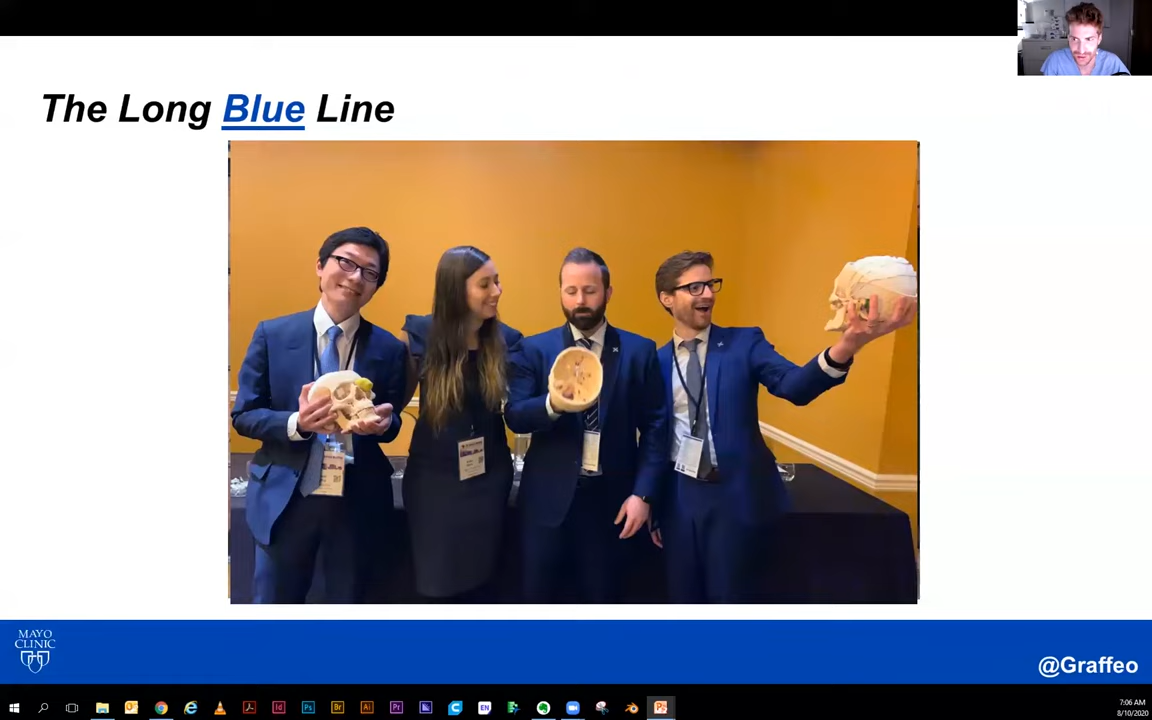 The Long Blue Line
MAYO
CLINIC
@Graffeo
7:06 AM
8/10/2020